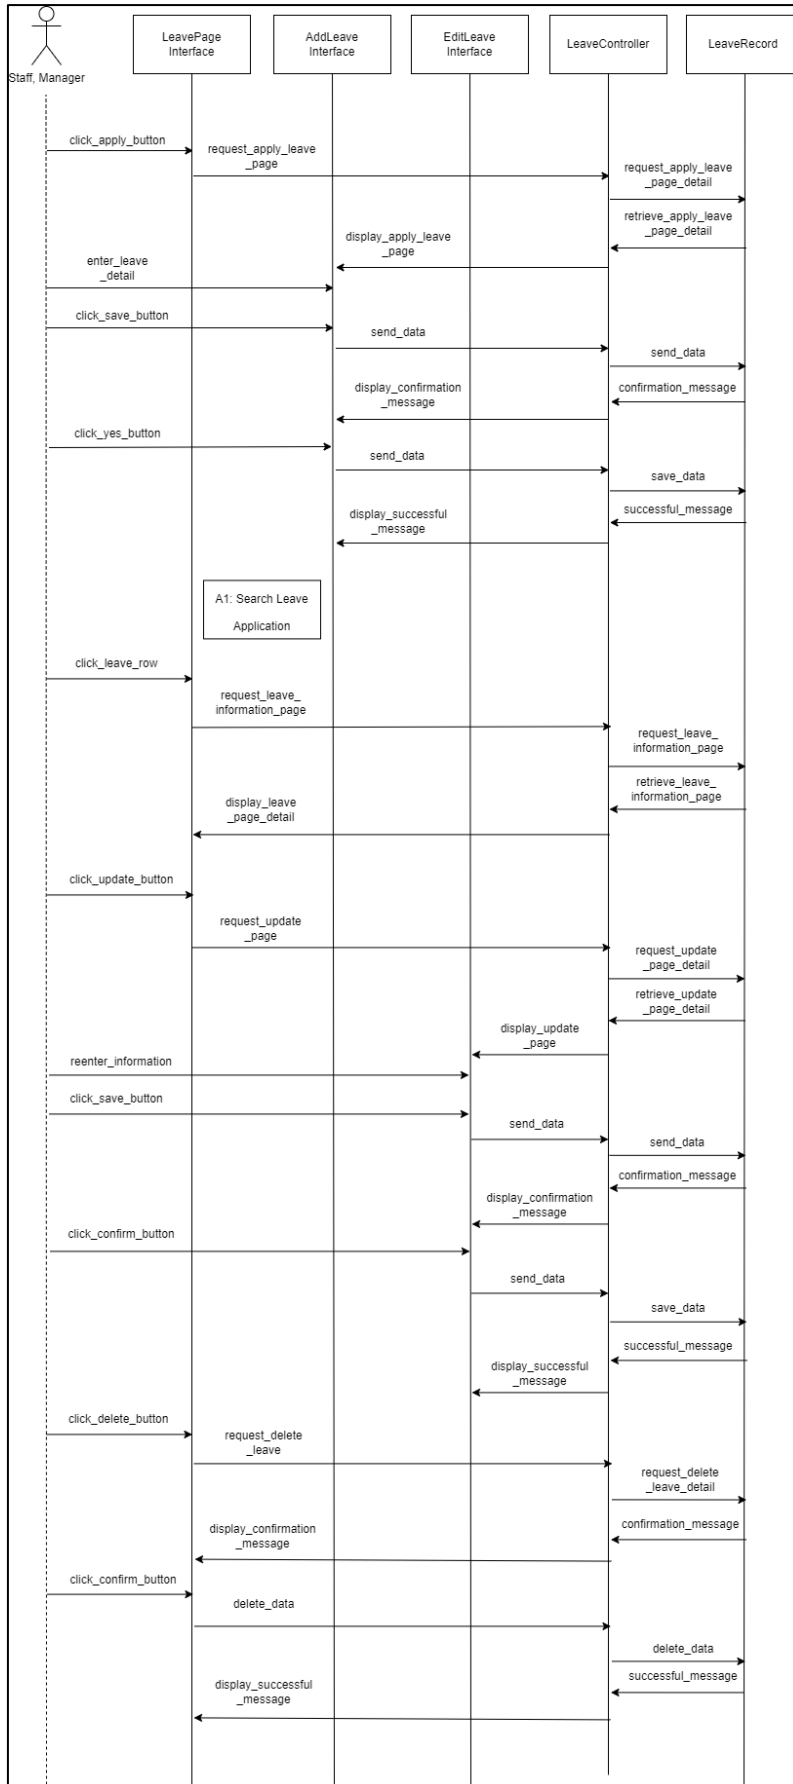 Staff, Manager
LeavePage
Interface
AddLeave
Interface
EditLeave
Interface
LeaveController
LeaveRecord
click_apply_button
request_apply_leave
_page
request_apply_leave
_page_detail
retrieve_apply_leave
_page_detail
display_apply_leave
_page
enter_leave
_detail
click_save_button
send_data
send_data
confirmation_message
display_confirmation
_message
click_yes_button
send_data
save_data
successful_message
display_successful
_message
A1: Search Leave
Application
click_leave_row
request_leave_
information_page
request_leave_
information_page
retrieve_leave_
information_page
display_leave
_page_detail
click_update_button
request_update
_page
request_update
_page_detail
retrieve_update
_page_detail
display_update
_page
reenter_information
click_save_button
send_data
send_data
confirmation_message
display_confirmation
_message
click_confirm_button
send_data
save_data
successful_message
display_successful
_message
click_delete_button
request_delete
_leave
request_delete
_leave_detail
confirmation_message
display_confirmation
_message
click_confirm_button
delete_data
delete_data
successful_message
display_successful
_message